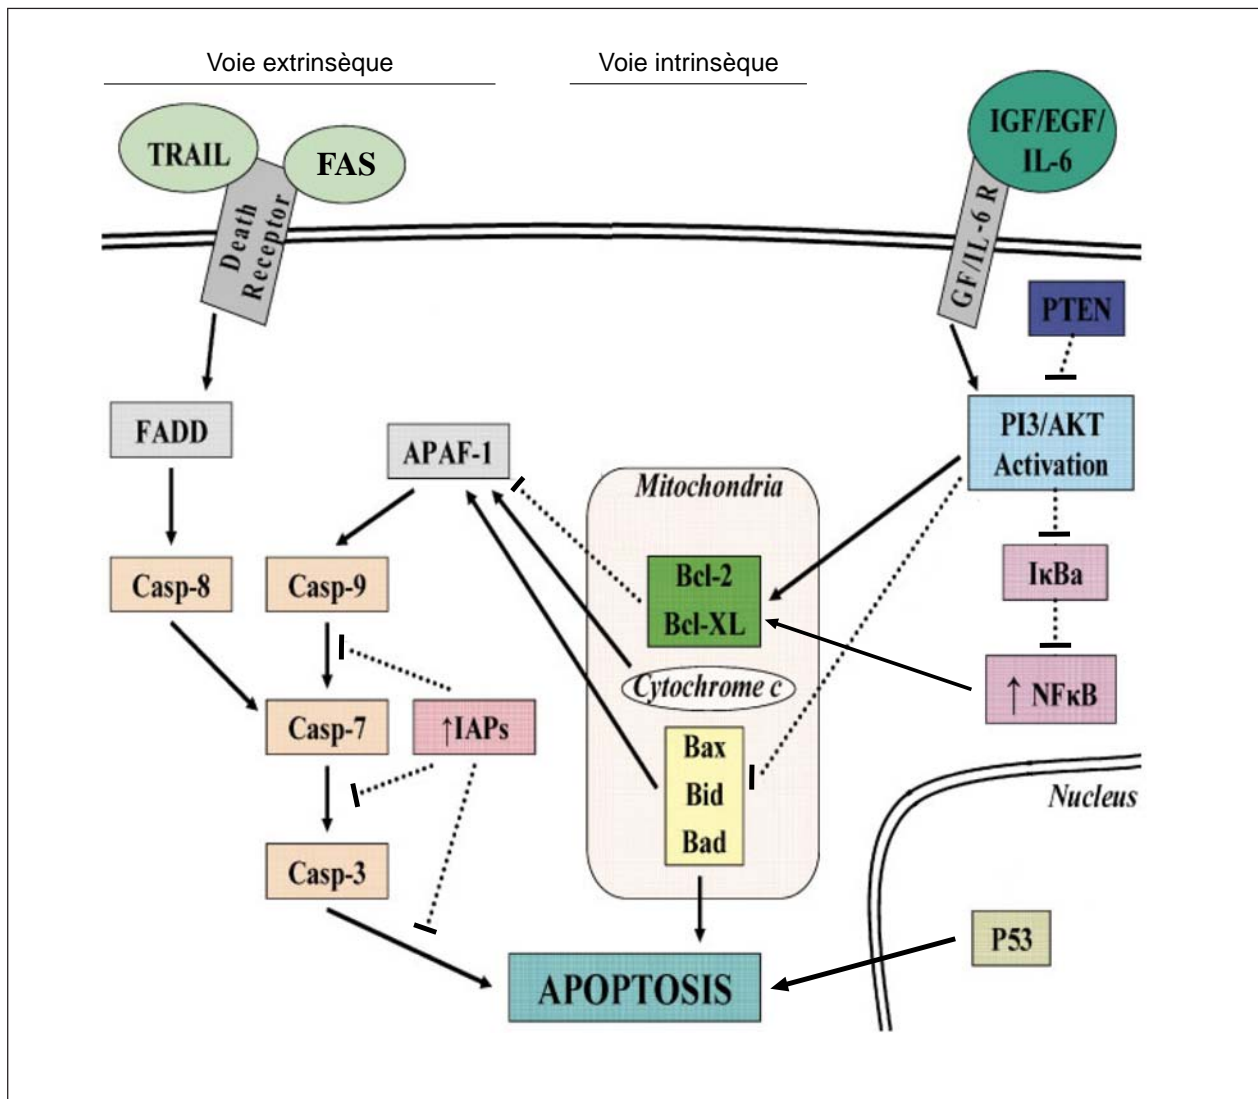 Voie extrinsèque
Voie intrinsèque
TRAIL
FAS
Death
Receptor
IGF/EGF/
IL-6
GF/IL-6 R
PTEN
FADD
APAF-1
PI3/AKT
Activation
Mitochondria
Casp-8
Casp-9
Bcl-2
Bcl-XL
IκBa
Cytochrome c
↑ NFκB
Casp-7
↑IAPs
Bax
Bid
Bad
Nucleus
Casp-3
P53
APOPTOSIS